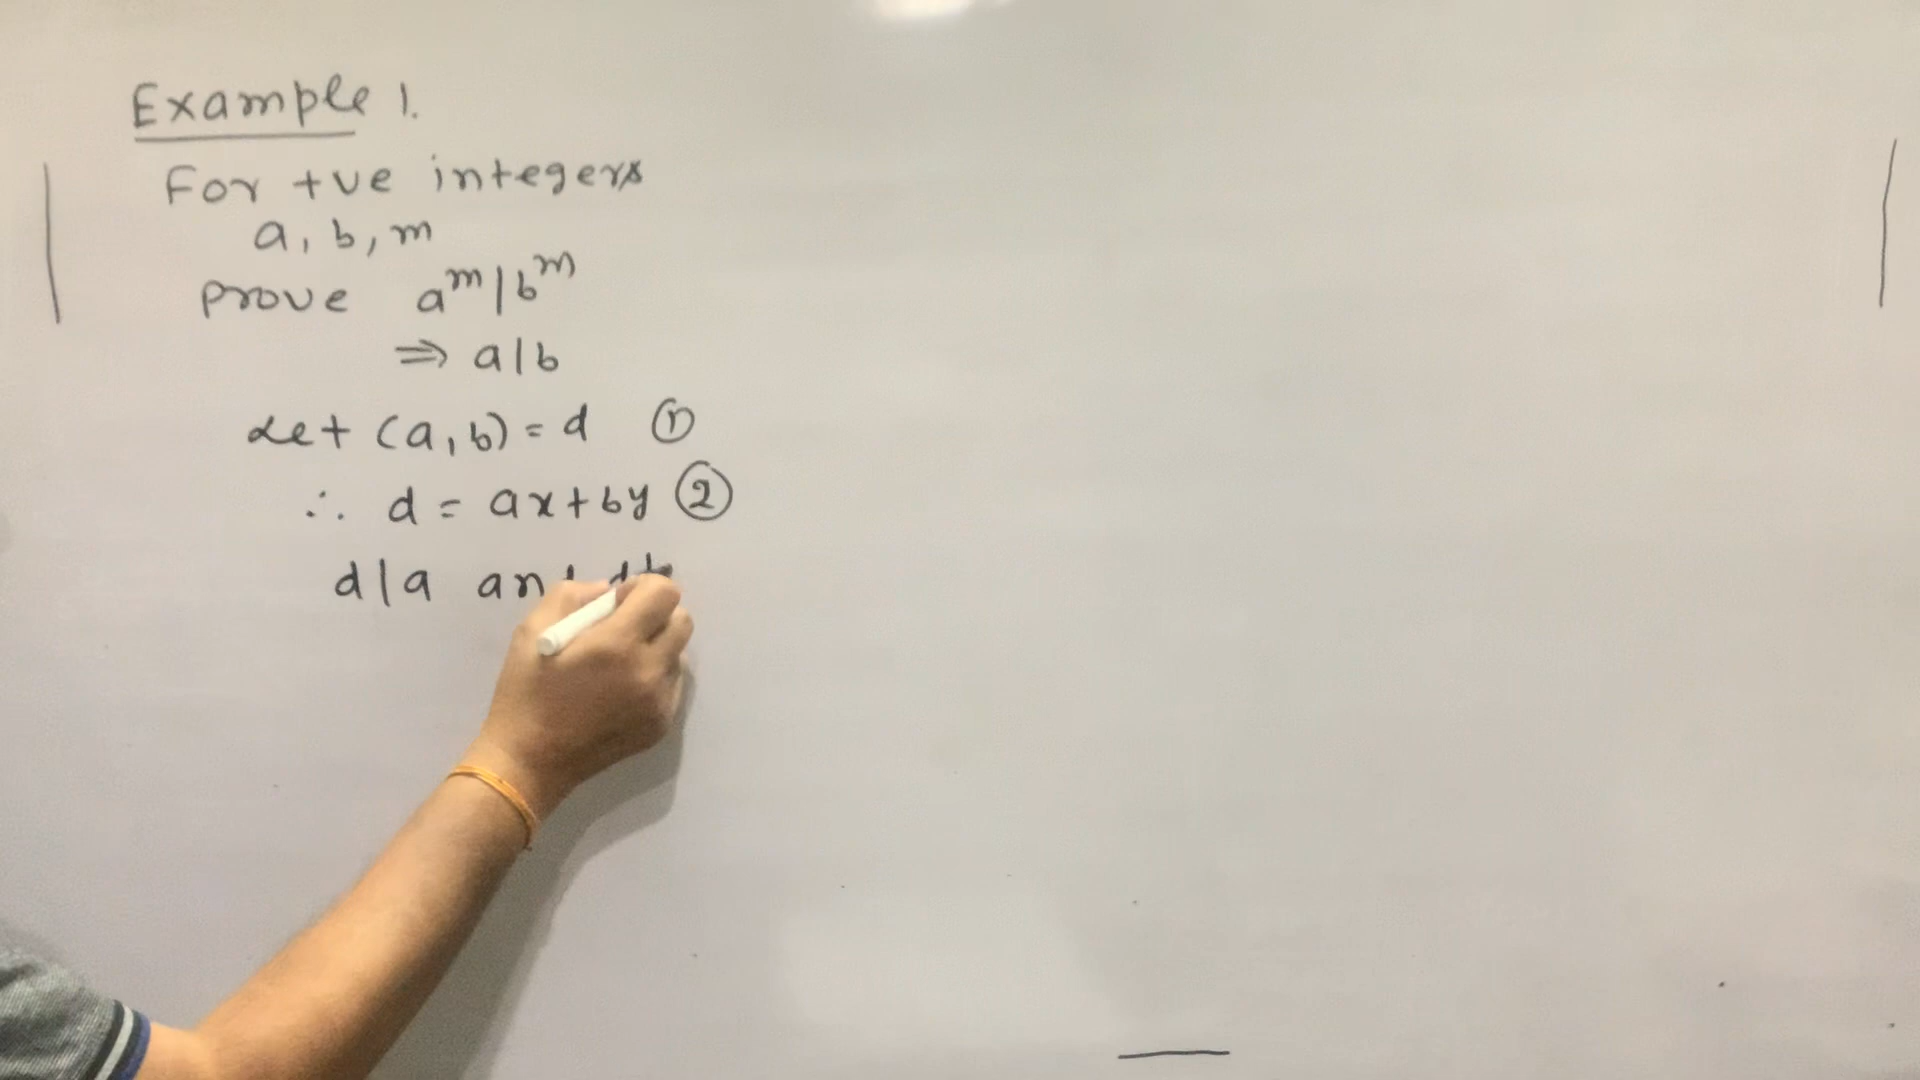 Example 1.
For +ve integers
a, b, m
prove a^m | b^m
⇒ a|b
Let (a, b) = d ①
∴ d = ax + by ②
d|a and